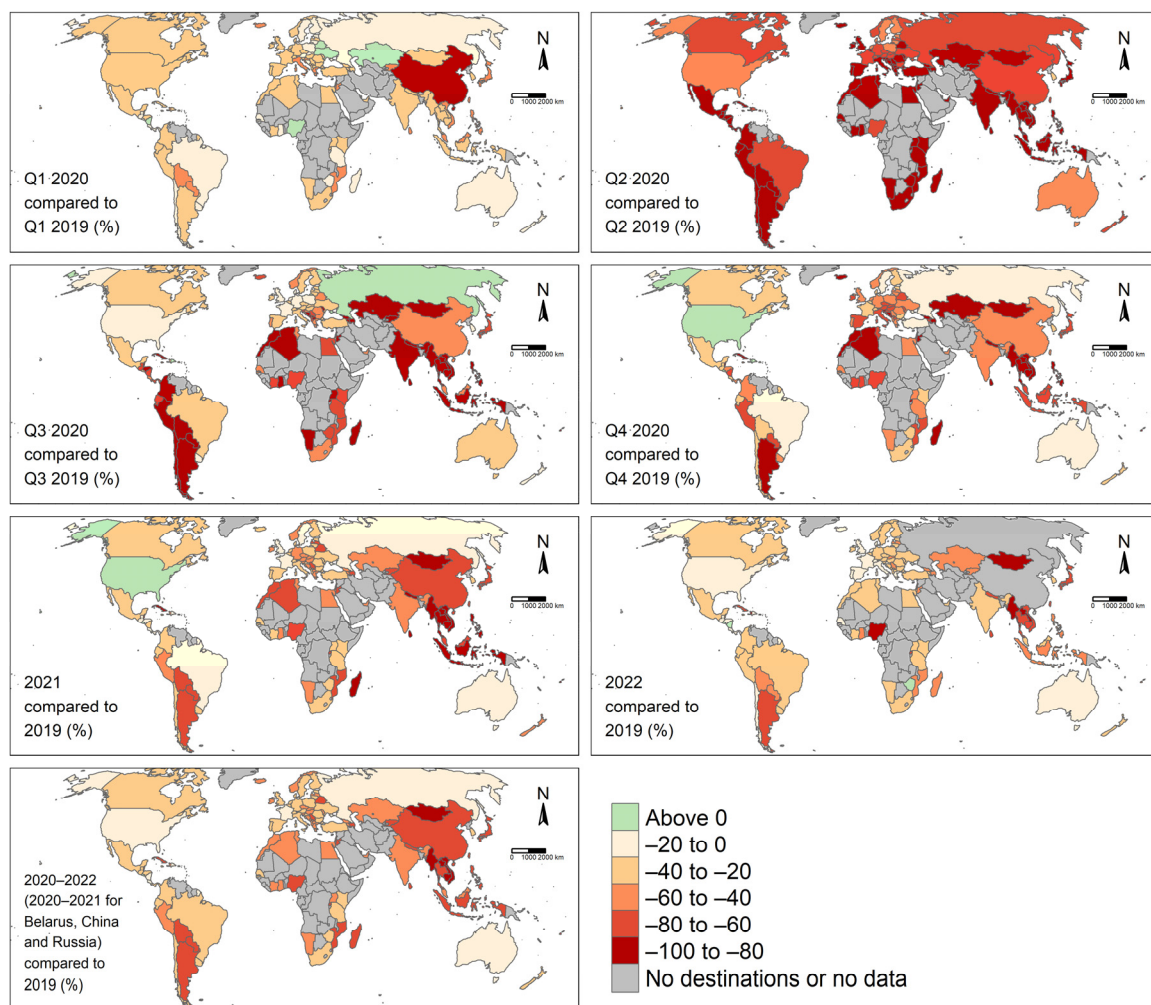 N
0 1000 2000 km
Q1 2020
compared to
Q1 2019 (%)
N
0 1000 2000 km
Q2 2020
compared to
Q2 2019 (%)
N
0 1000 2000 km
Q3 2020
compared to
Q3 2019 (%)
N
0 1000 2000 km
Q4 2020
compared to
Q4 2019 (%)
N
0 1000 2000 km
2021
compared to
2019 (%)
N
0 1000 2000 km
2022
compared to
2019 (%)
N
0 1000 2000 km
2020–2022
(2020–2021 for
Belarus, China
and Russia)
compared to
2019 (%)
Above 0
–20 to 0
–40 to –20
–60 to –40
–80 to –60
–100 to –80
No destinations or no data